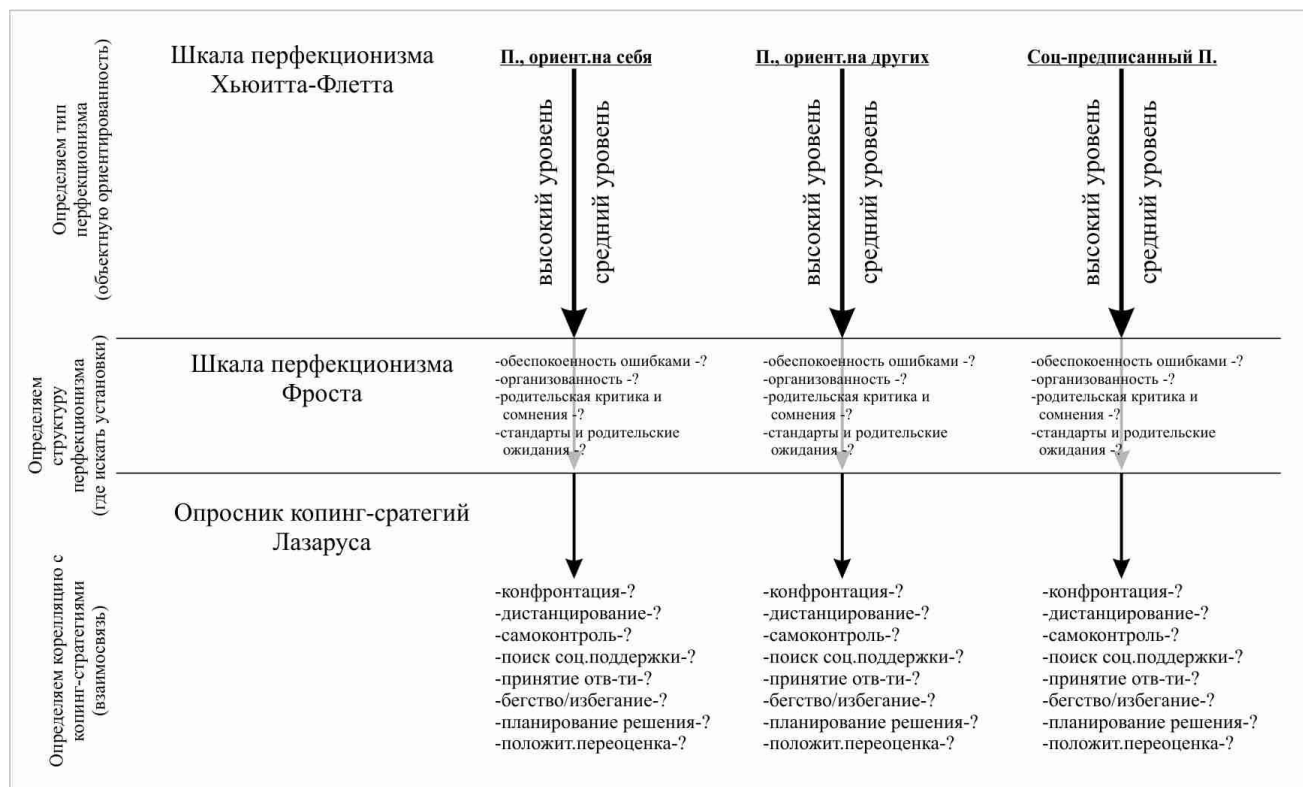 Определяем тип
перфекционизма
(объектную ориентированность)
Шкала перфекционизма
Хьюитта-Флетта
П., ориент.на себя
высокий уровень
средний уровень
П., ориент.на других
высокий уровень
средний уровень
Соц-предписанный П.
высокий уровень
средний уровень
Определяем
структуру
перфекционизма
(где искать установки)
Шкала перфекционизма
Фроста
-обеспокоенность ошибками -?
-организованность -?
-родительская критика и
сомнения -?
-стандарты и родительские
ожидания -?
-обеспокоенность ошибками -?
-организованность -?
-родительская критика и
сомнения -?
-стандарты и родительские
ожидания -?
-обеспокоенность ошибками -?
-организованность -?
-родительская критика и
сомнения -?
-стандарты и родительские
ожидания -?
Определяем корелляцию с
копинг-стратегиями
(взаимосвязь)
Опросник копинг-сратегий
Лазаруса
-конфронтация-?
-дистанцирование-?
-самоконтроль-?
-поиск соц.поддержки-?
-принятие отв-ти-?
-бегство/избегание-?
-планирование решения-?
-положит.переоценка-?
-конфронтация-?
-дистанцирование-?
-самоконтроль-?
-поиск соц.поддержки-?
-принятие отв-ти-?
-бегство/избегание-?
-планирование решения-?
-положит.переоценка-?
-конфронтация-?
-дистанцирование-?
-самоконтроль-?
-поиск соц.поддержки-?
-принятие отв-ти-?
-бегство/избегание-?
-планирование решения-?
-положит.переоценка-?